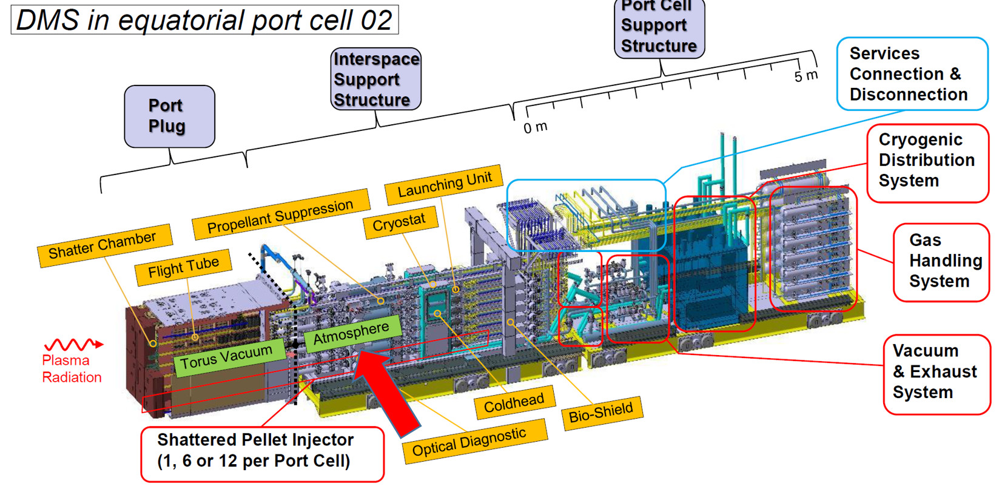 DMS in equatorial port cell 02
Port Cell
Support
Structure
Interspace
Support
Structure
Port
Plug
0 m
5 m
Services
Connection &
Disconnection
Cryogenic
Distribution
System
Gas
Handling
System
Vacuum
& Exhaust
System
Launching Unit
Propellant Suppression
Cryostat
Shatter Chamber
Flight Tube
Atmosphere
Torus Vacuum
Plasma
Radiation
Coldhead
Bio-Shield
Optical Diagnostic
Shattered Pellet Injector
(1, 6 or 12 per Port Cell)